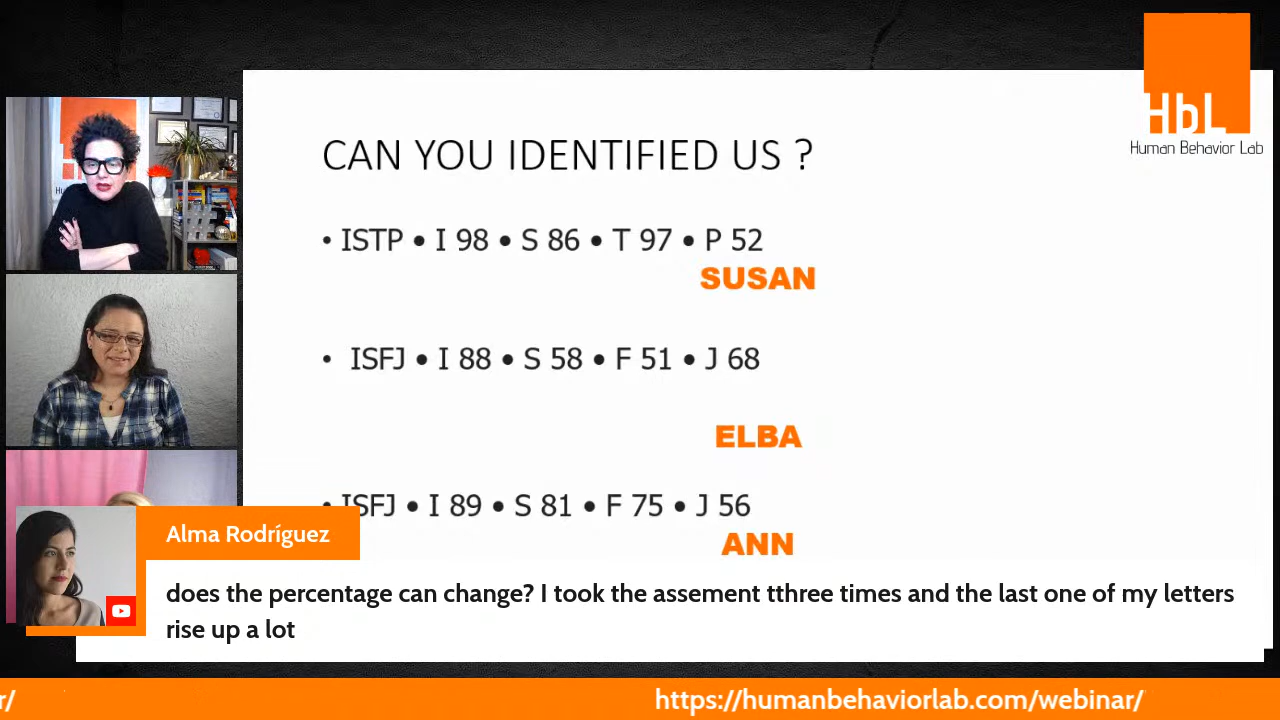 HbL
Human Behavior Lab
CAN YOU IDENTIFIED US ?
• ISTP • I 98 • S 86 • T 97 • P 52
SUSAN
• ISFJ • I 88 • S 58 • F 51 • J 68
ELBA
• ISFJ • I 89 • S 81 • F 75 • J 56
ANN
Alma Rodríguez
does the percentage can change? I took the assement tthree times and the last one of my letters
rise up a lot
r/
https://humanbehaviorlab.com/webinar/